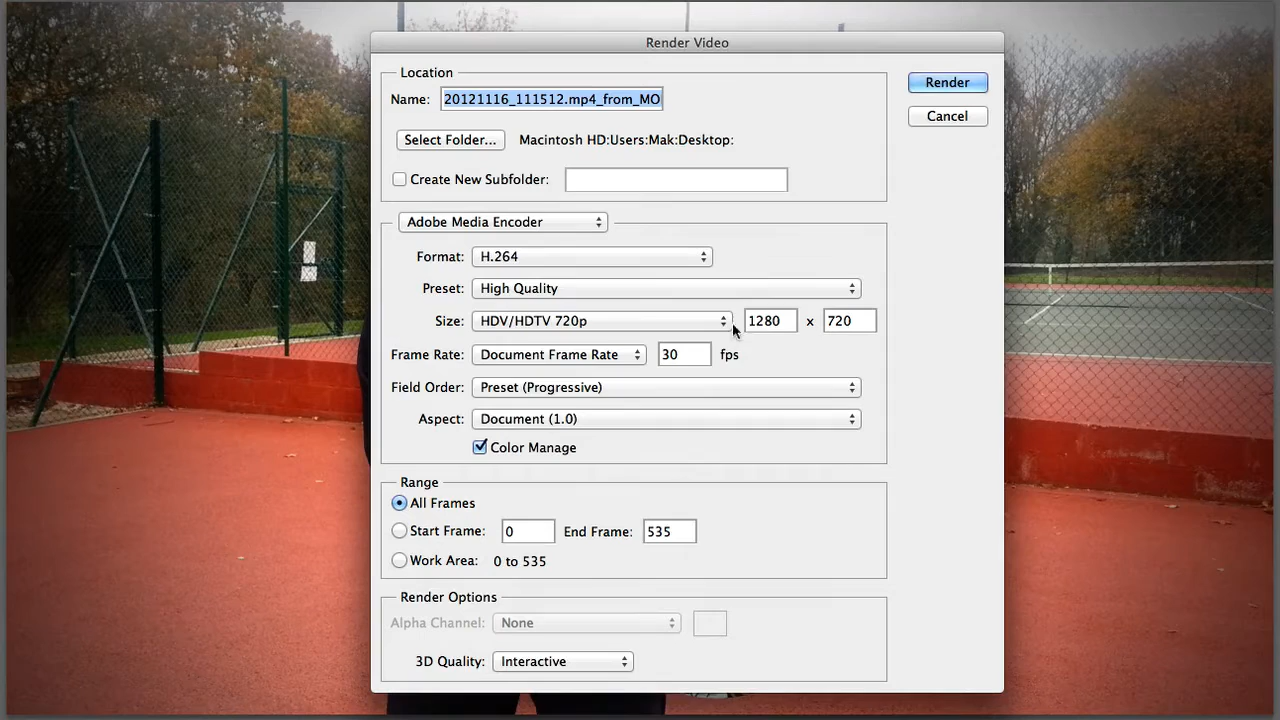 Render Video
Location
Name: 20121116_111512.mp4_from_MO
Render
Cancel
Select Folder... Macintosh HD:Users:Mak:Desktop:
Create New Subfolder:
Adobe Media Encoder
Format: H.264
Preset: High Quality
Size: HDV/HDTV 720p 1280 x 720
Frame Rate: Document Frame Rate 30 fps
Field Order: Preset (Progressive)
Aspect: Document (1.0)
Color Manage
Range
All Frames
Start Frame: 0 End Frame: 535
Work Area: 0 to 535
Render Options
Alpha Channel: None
3D Quality: Interactive